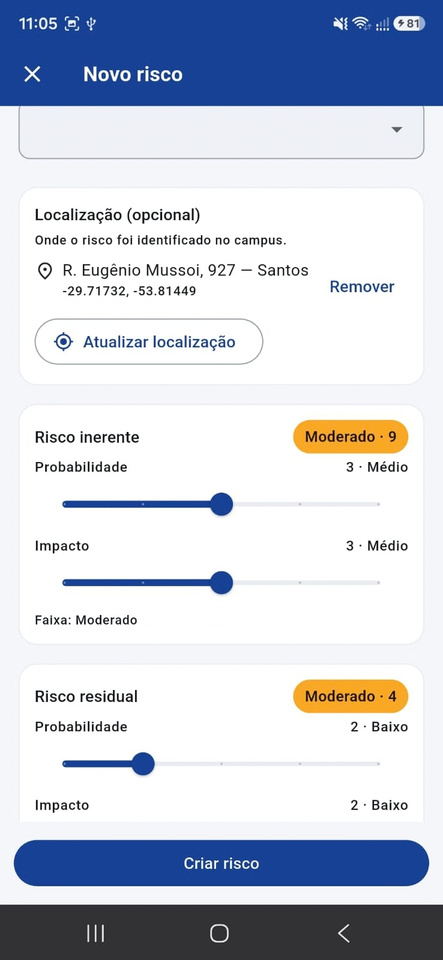 11:05
81
Novo risco
Localização (opcional)
Onde o risco foi identificado no campus.
R. Eugênio Mussoi, 927 — Santos
-29.71732, -53.81449
Remover
Atualizar localização
Risco inerente
Moderado · 9
Probabilidade
3 · Médio
Impacto
3 · Médio
Faixa: Moderado
Risco residual
Moderado · 4
Probabilidade
2 · Baixo
Impacto
2 · Baixo
Criar risco